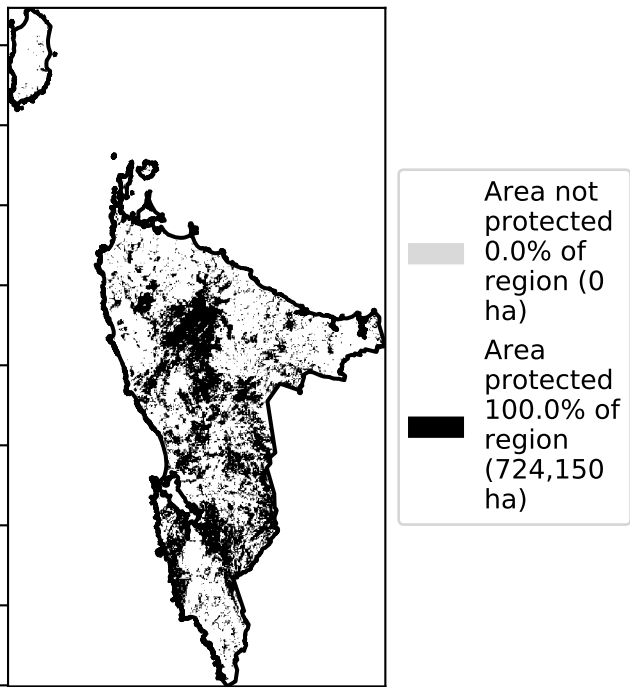 Area not
protected
0.0% of
region (0
ha)
Area
protected
100.0% of
region
(724,150
ha)